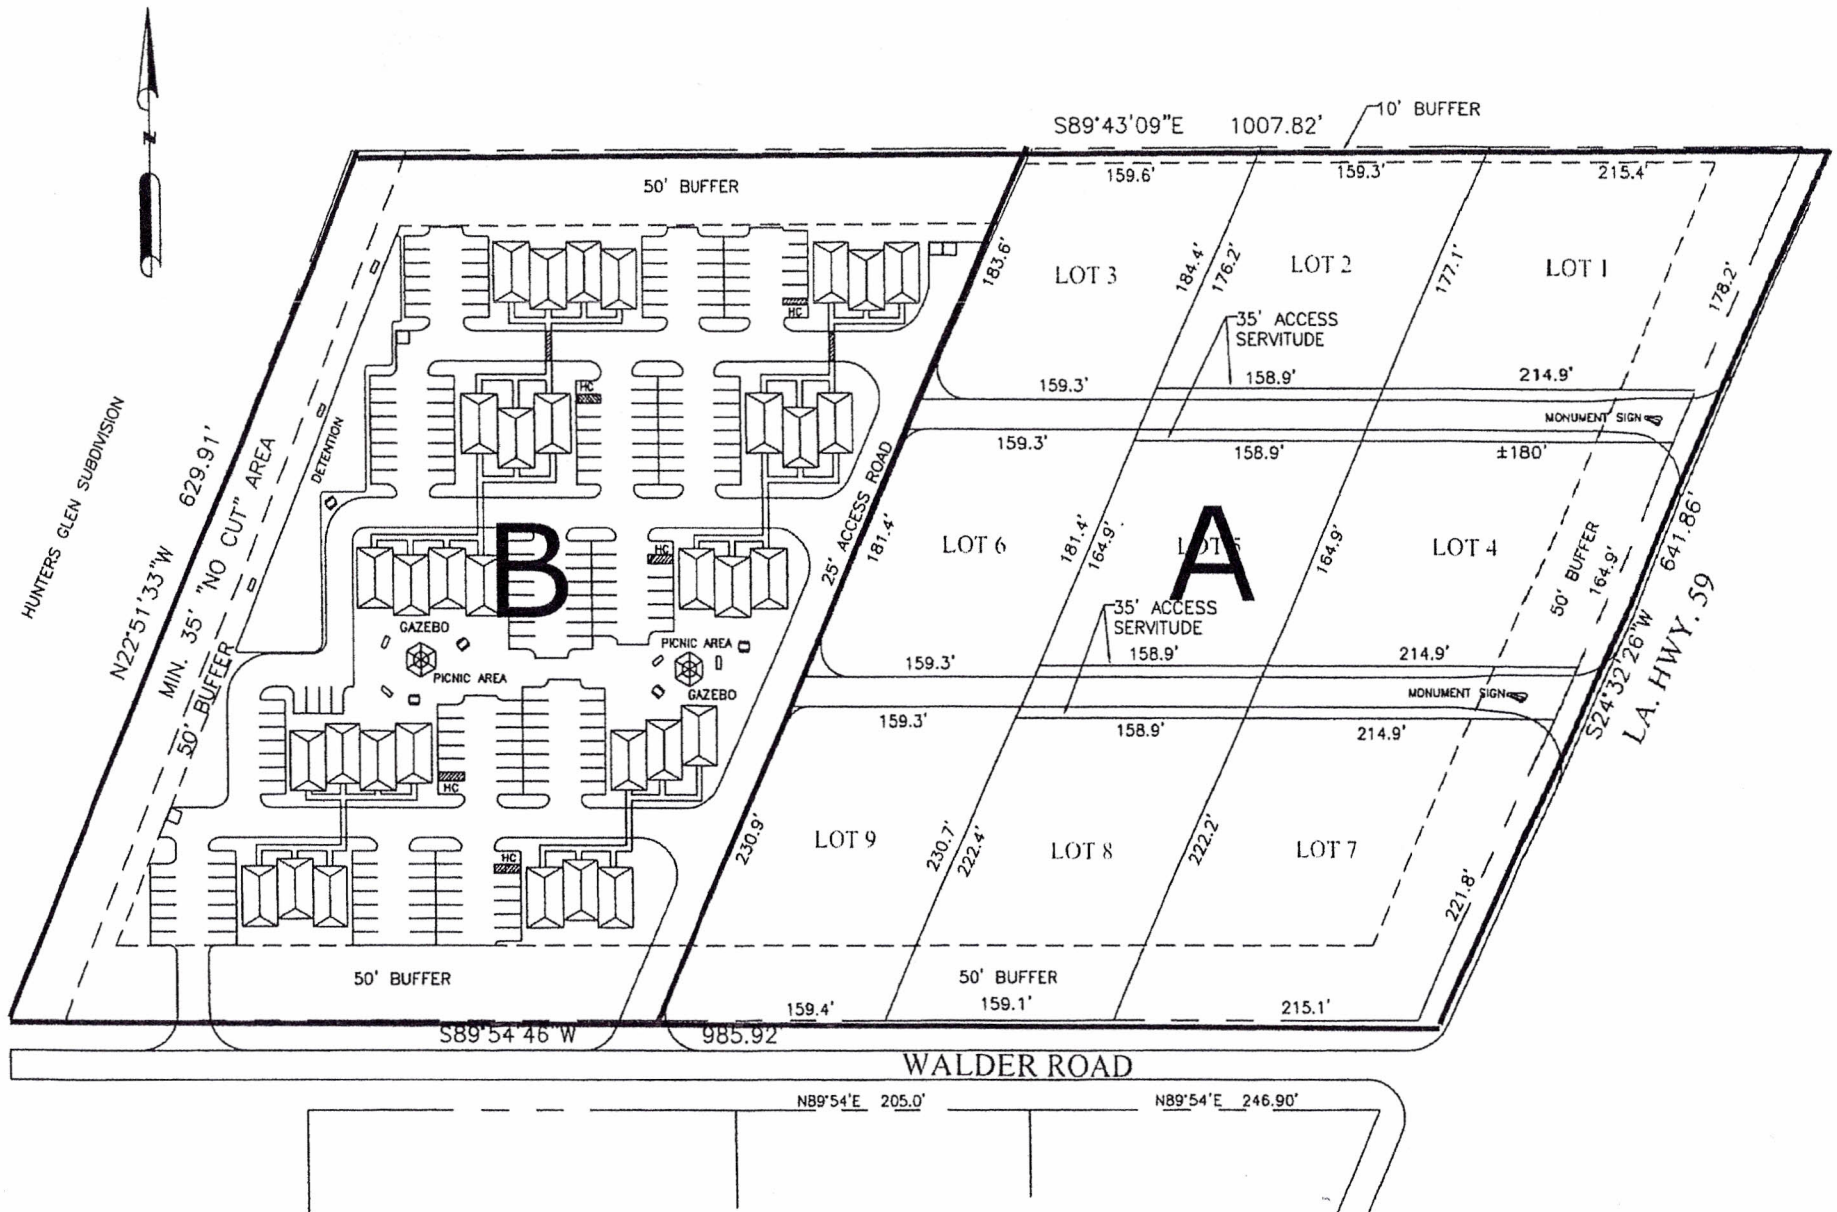 S89°43'09"E 1007.82'
10' BUFFER
N
50' BUFFER
159.6'
159.3'
215.4'
183.6'
LOT 3
184.4'
176.2'
LOT 2
177.1'
LOT 1
178.2'
HC
35' ACCESS
SERVITUDE
159.3'
158.9'
214.9'
HC
MONUMENT SIGN
159.3'
158.9'
±180'
HUNTERS GLEN SUBDIVISION
629.91'
N22°51'33"W
MIN. 35' "NO CUT" AREA
50' BUFFER
DETENTION
25' ACCESS ROAD
181.4'
B
HC
LOT 6
181.4'
164.9'
A
LOT 5
164.9'
LOT 4
50' BUFFER
164.9'
641.86'
S24°32'26"W
LA. HWY. 59
GAZEBO
PICNIC AREA
PICNIC AREA
GAZEBO
35' ACCESS
SERVITUDE
159.3'
158.9'
214.9'
MONUMENT SIGN
159.3'
158.9'
214.9'
HC
230.9'
LOT 9
230.7'
222.4'
LOT 8
222.2'
LOT 7
221.8'
HC
50' BUFFER
50' BUFFER
159.4'
159.1'
215.1'
S89°54'46"W 985.92
WALDER ROAD
N89°54'E 205.0'
N89°54'E 246.90'